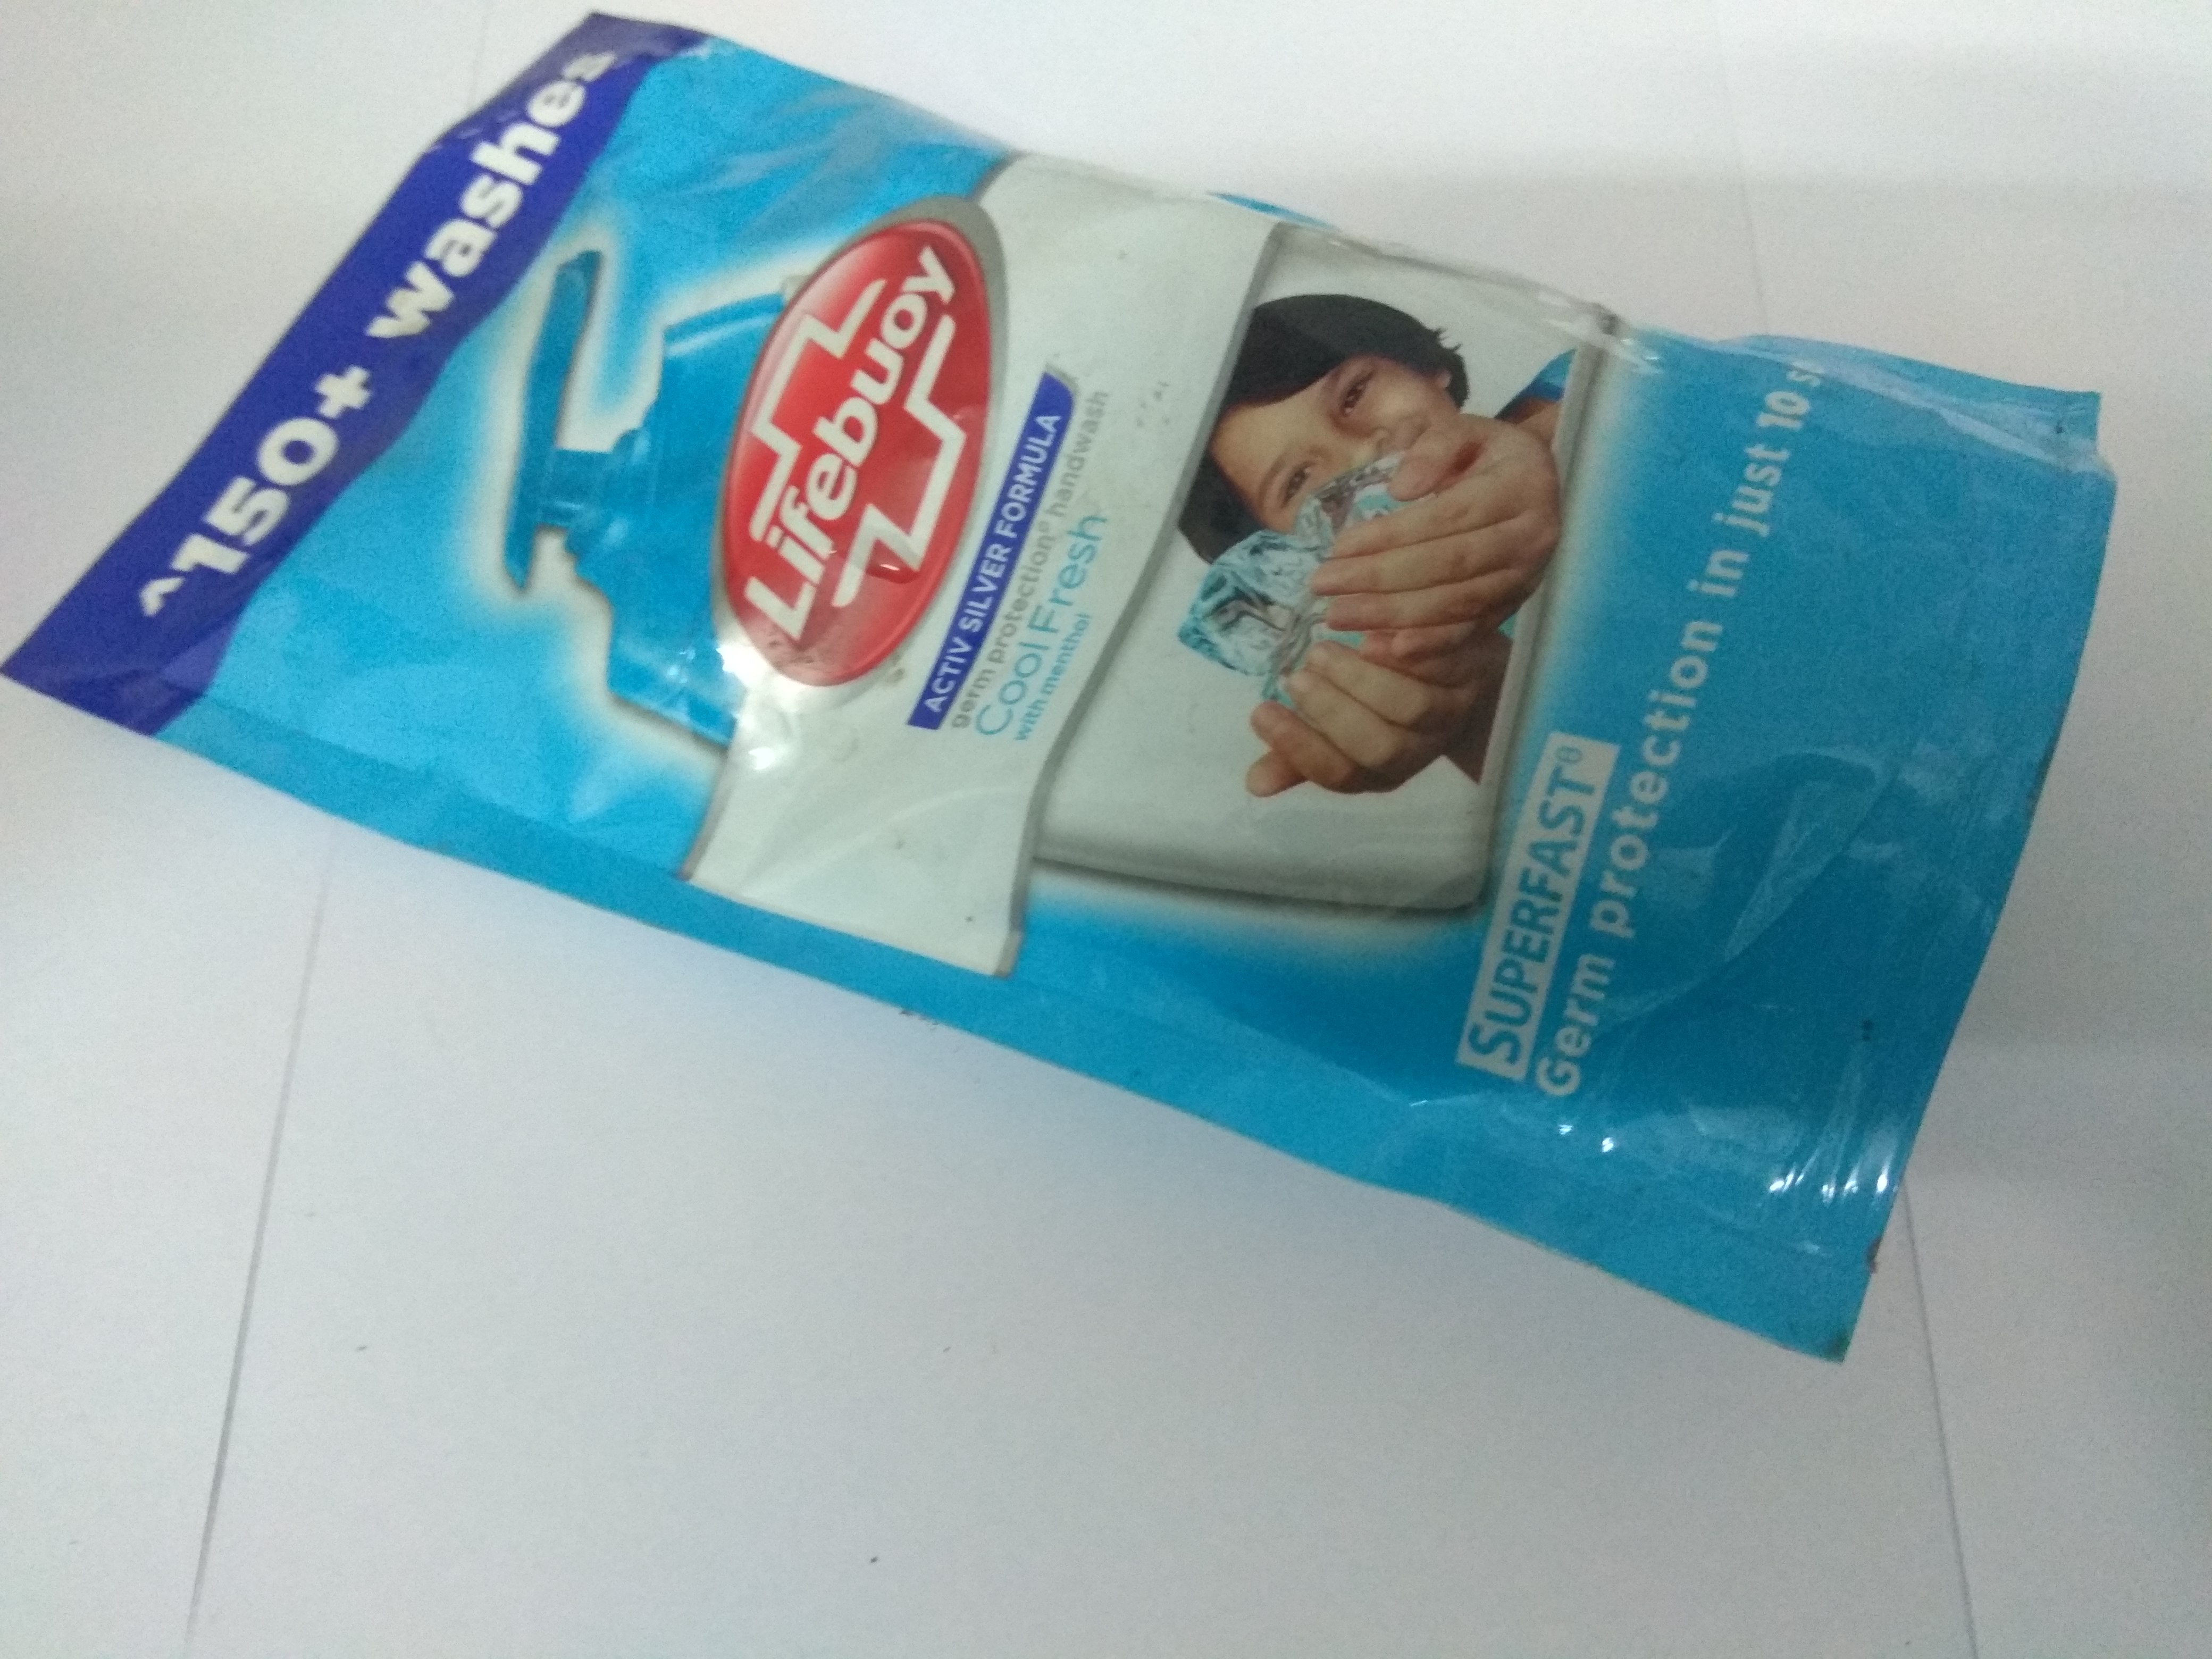 ^150+ washes
Lifebuoy
ACTIV SILVER FORMULA
germ protection@ handwash
Cool Fresh
with menthol
SUPERFAST@
Germ protection in just 10